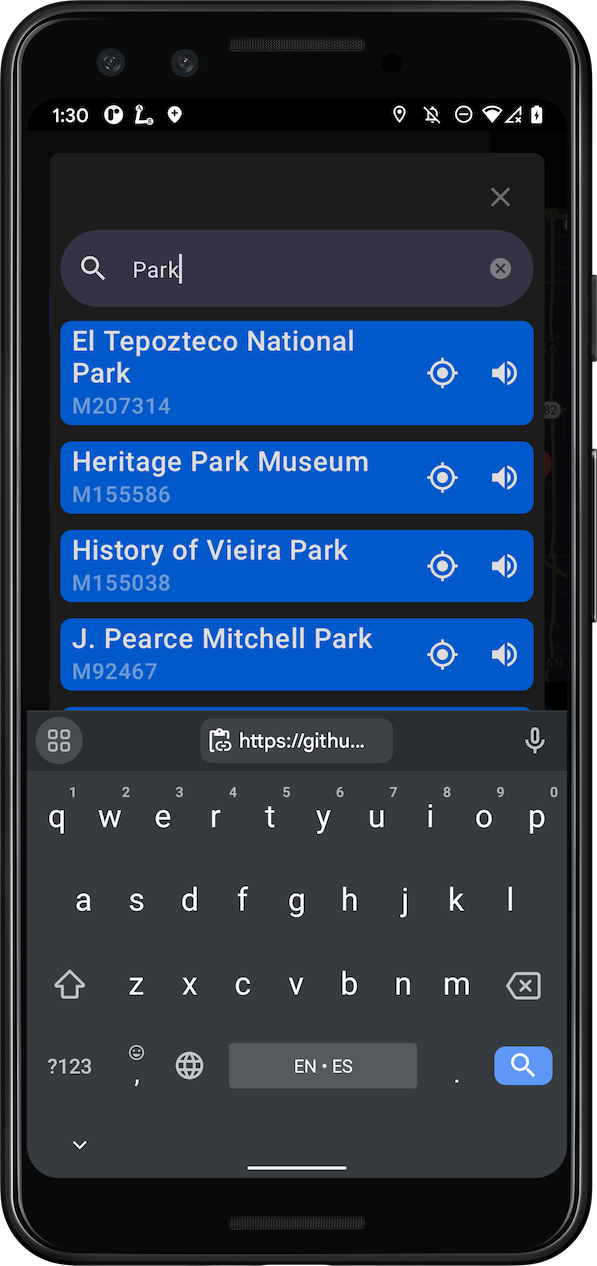 1:30
Park
El Tepozteco National
Park
M207314
Heritage Park Museum
M155586
History of Vieira Park
M155038
J. Pearce Mitchell Park
M92467
https://githu...
1 2 3 4 5 6 7 8 9 0
q w e r t y u i o p
a s d f g h j k l
z x c v b n m
?123 , EN • ES .